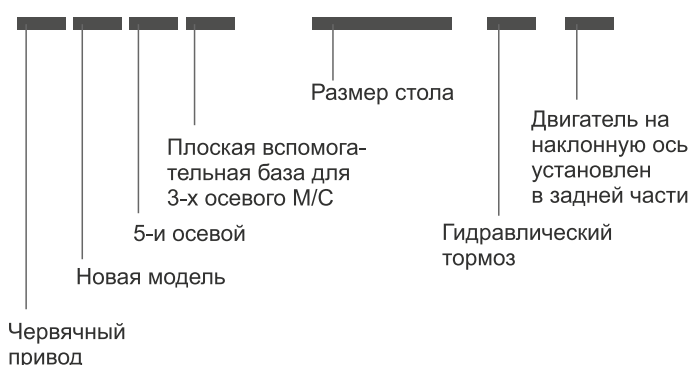 Размер стола
Плоская вспомога-
тельная база для
3-х осевого М/С
Двигатель на
наклонную ось
установлен
в задней части
5-и осевой
Гидравлический
тормоз
Новая модель
Червячный
привод